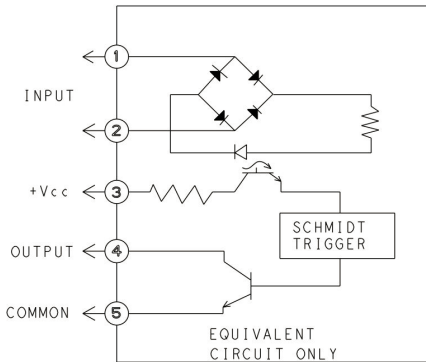 1
INPUT
2
+Vcc
3
SCHMIDT
TRIGGER
OUTPUT
4
COMMON
5
EQUIVALENT
CIRCUIT ONLY